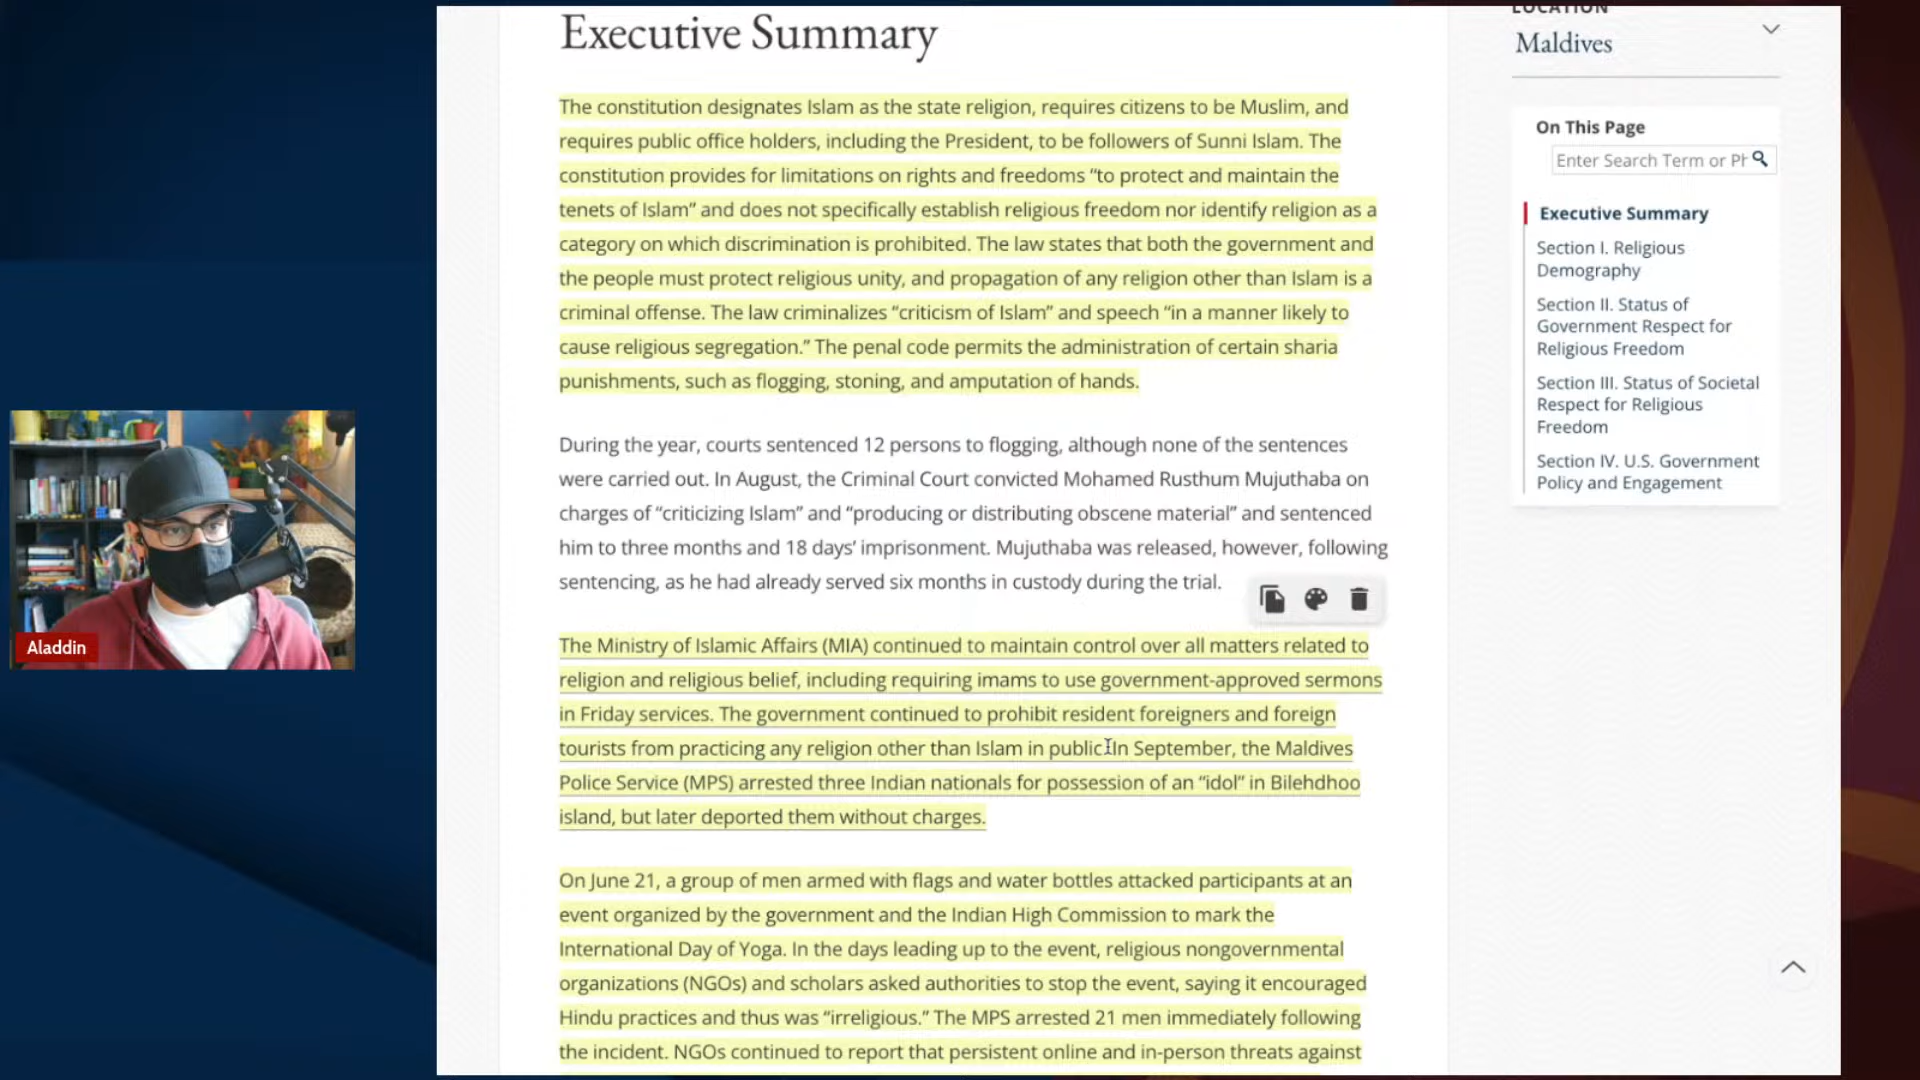 Executive Summary
The constitution designates Islam as the state religion, requires citizens to be Muslim, and
requires public office holders, including the President, to be followers of Sunni Islam. The
constitution provides for limitations on rights and freedoms “to protect and maintain the
tenets of Islam” and does not specifically establish religious freedom nor identify religion as a
category on which discrimination is prohibited. The law states that both the government and
the people must protect religious unity, and propagation of any religion other than Islam is a
criminal offense. The law criminalizes “criticism of Islam” and speech “in a manner likely to
cause religious segregation.” The penal code permits the administration of certain sharia
punishments, such as flogging, stoning, and amputation of hands.
During the year, courts sentenced 12 persons to flogging, although none of the sentences
were carried out. In August, the Criminal Court convicted Mohamed Rusthum Mujuthaba on
charges of “criticizing Islam” and “producing or distributing obscene material” and sentenced
him to three months and 18 days’ imprisonment. Mujuthaba was released, however, following
sentencing, as he had already served six months in custody during the trial.
The Ministry of Islamic Affairs (MIA) continued to maintain control over all matters related to
religion and religious belief, including requiring imams to use government-approved sermons
in Friday services. The government continued to prohibit resident foreigners and foreign
tourists from practicing any religion other than Islam in public. In September, the Maldives
Police Service (MPS) arrested three Indian nationals for possession of an “idol” in Bilehdhoo
island, but later deported them without charges.
On June 21, a group of men armed with flags and water bottles attacked participants at an
event organized by the government and the Indian High Commission to mark the
International Day of Yoga. In the days leading up to the event, religious nongovernmental
organizations (NGOs) and scholars asked authorities to stop the event, saying it encouraged
Hindu practices and thus was “irreligious.” The MPS arrested 21 men immediately following
the incident. NGOs continued to report that persistent online and in-person threats against
LOCATION
Maldives
On This Page
Enter Search Term or Ph
Executive Summary
Section I. Religious
Demography
Section II. Status of
Government Respect for
Religious Freedom
Section III. Status of Societal
Respect for Religious
Freedom
Section IV. U.S. Government
Policy and Engagement
Aladdin